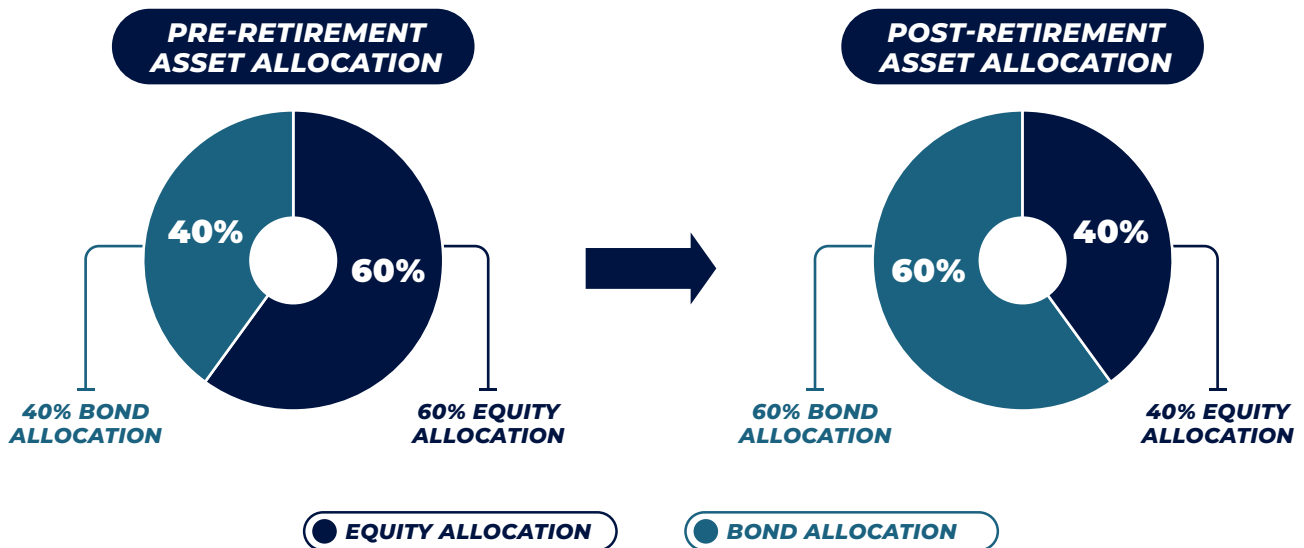 PRE-RETIREMENT
ASSET ALLOCATION
40%
60%
40% BOND
ALLOCATION
60% EQUITY
ALLOCATION
POST-RETIREMENT
ASSET ALLOCATION
40%
60%
60% BOND
ALLOCATION
40% EQUITY
ALLOCATION
EQUITY ALLOCATION
BOND ALLOCATION